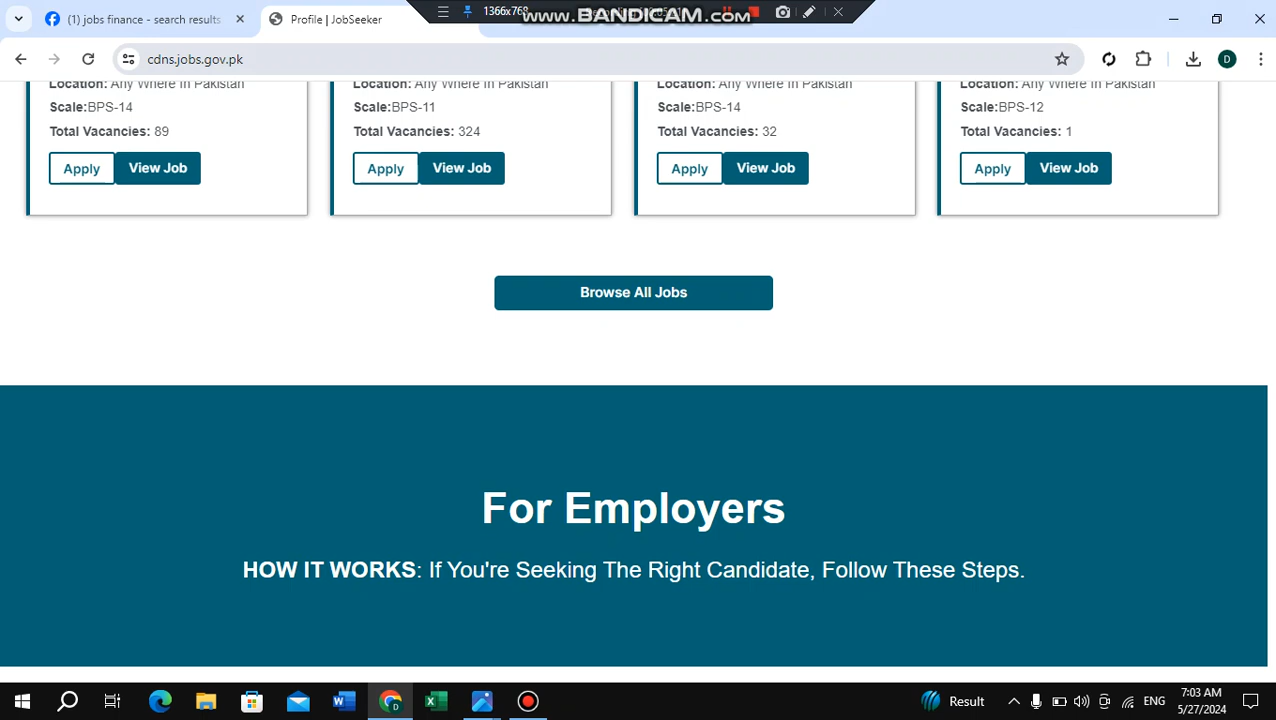 (1) jobs finance - search results
Profile | JobSeeker
1366x768
www.BANDICAM.com
cdns.jobs.gov.pk
D
Location: Any Where In Pakistan
Scale:BPS-14
Total Vacancies: 89
Apply
View Job
Location: Any Where In Pakistan
Scale:BPS-11
Total Vacancies: 324
Apply
View Job
Location: Any Where In Pakistan
Scale:BPS-14
Total Vacancies: 32
Apply
View Job
Location: Any Where In Pakistan
Scale:BPS-12
Total Vacancies: 1
Apply
View Job
Browse All Jobs
For Employers
HOW IT WORKS: If You're Seeking The Right Candidate, Follow These Steps.
Result
ENG
7:03 AM
5/27/2024